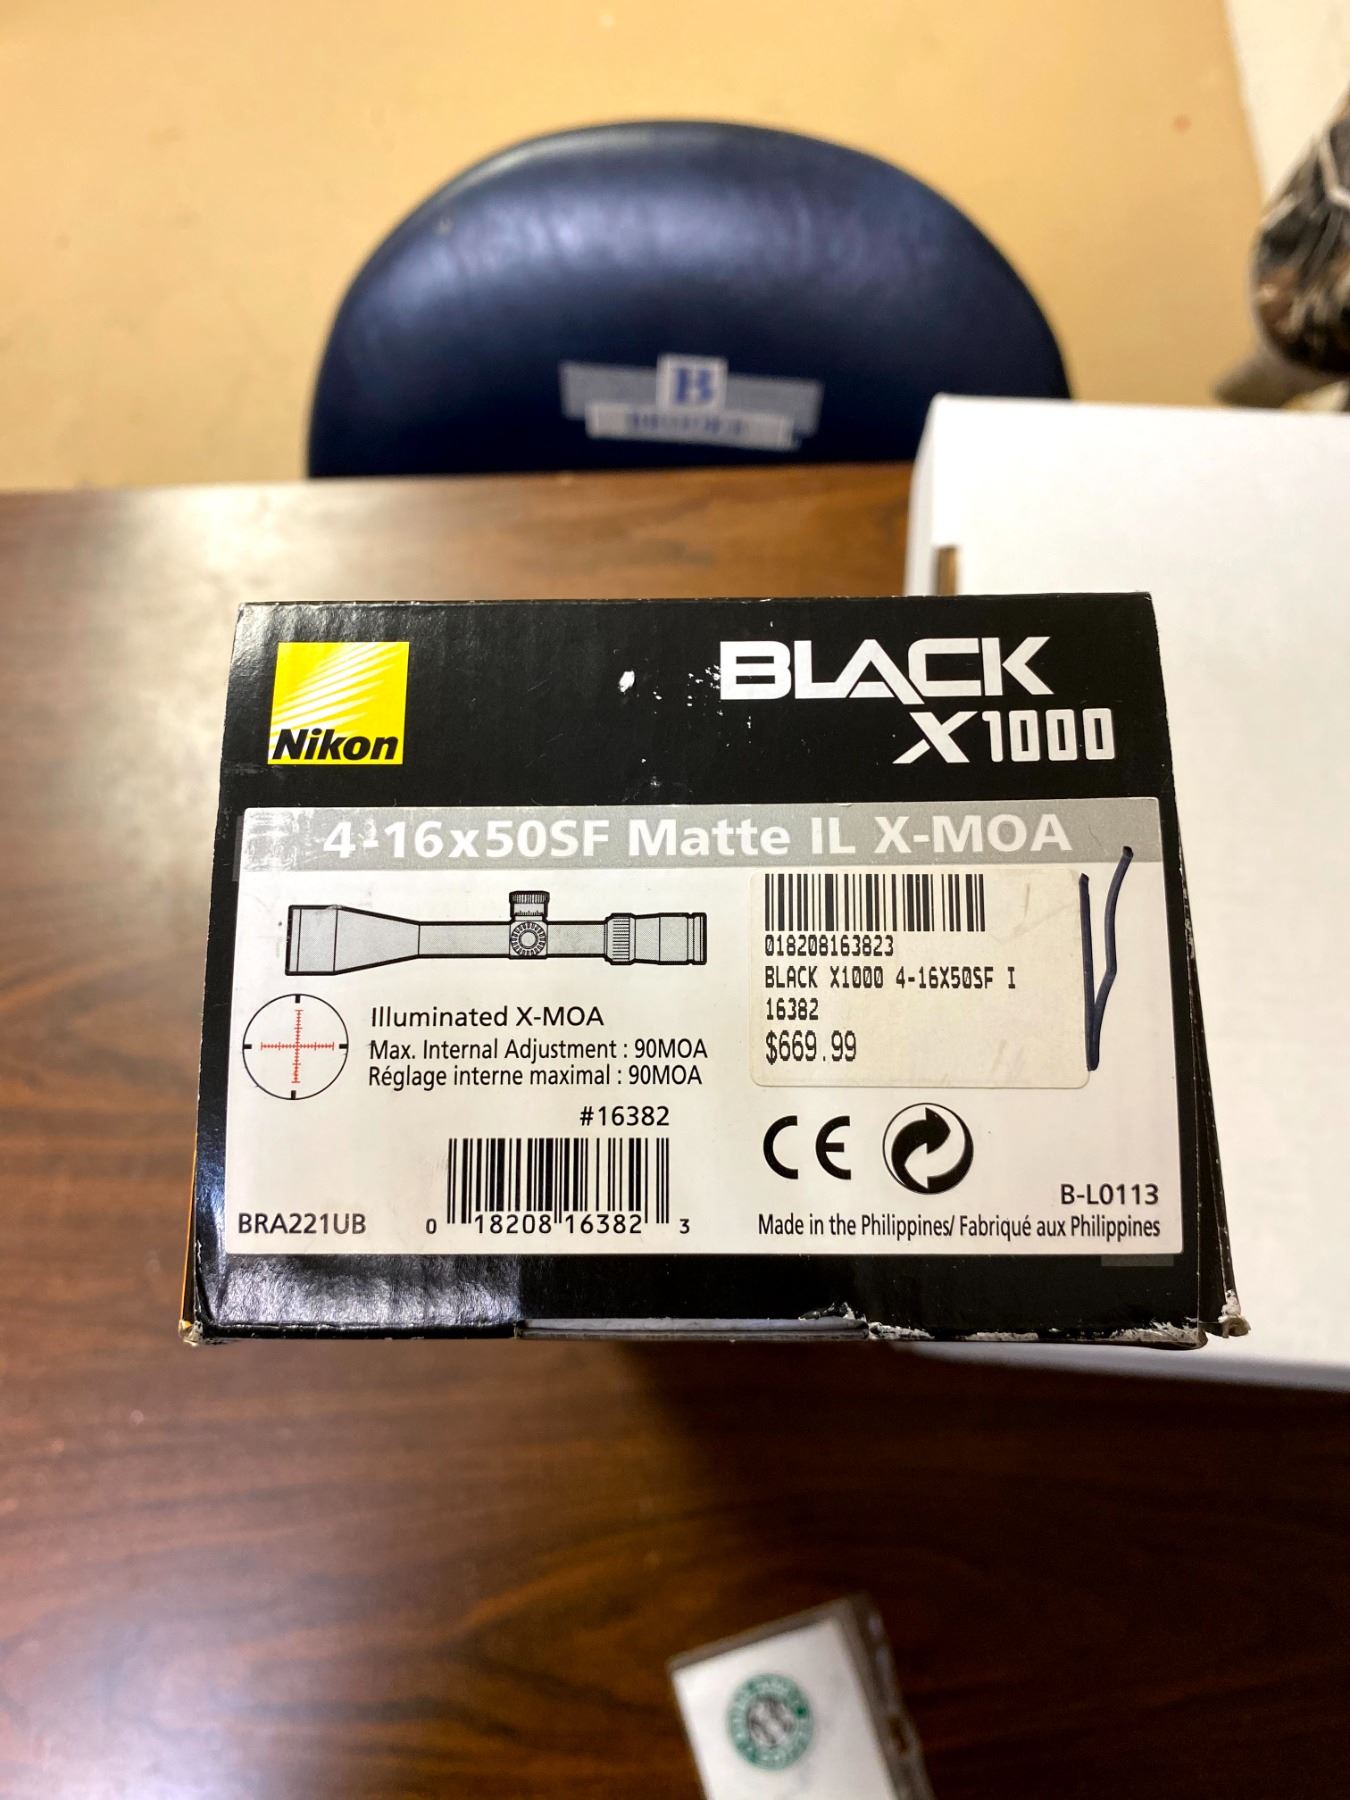 B
Nikon
BLACK
X1000
4-16x50SF Matte IL X-MOA
018208163823
BLACK X1000 4-16X50SF I
16382
$669.99
Illuminated X-MOA
Max. Internal Adjustment : 90MOA
Réglage interne maximal : 90MOA
#16382
BRA221UB
0 18208 16382 3
CE
B-L0113
Made in the Philippines/ Fabriqué aux Philippines